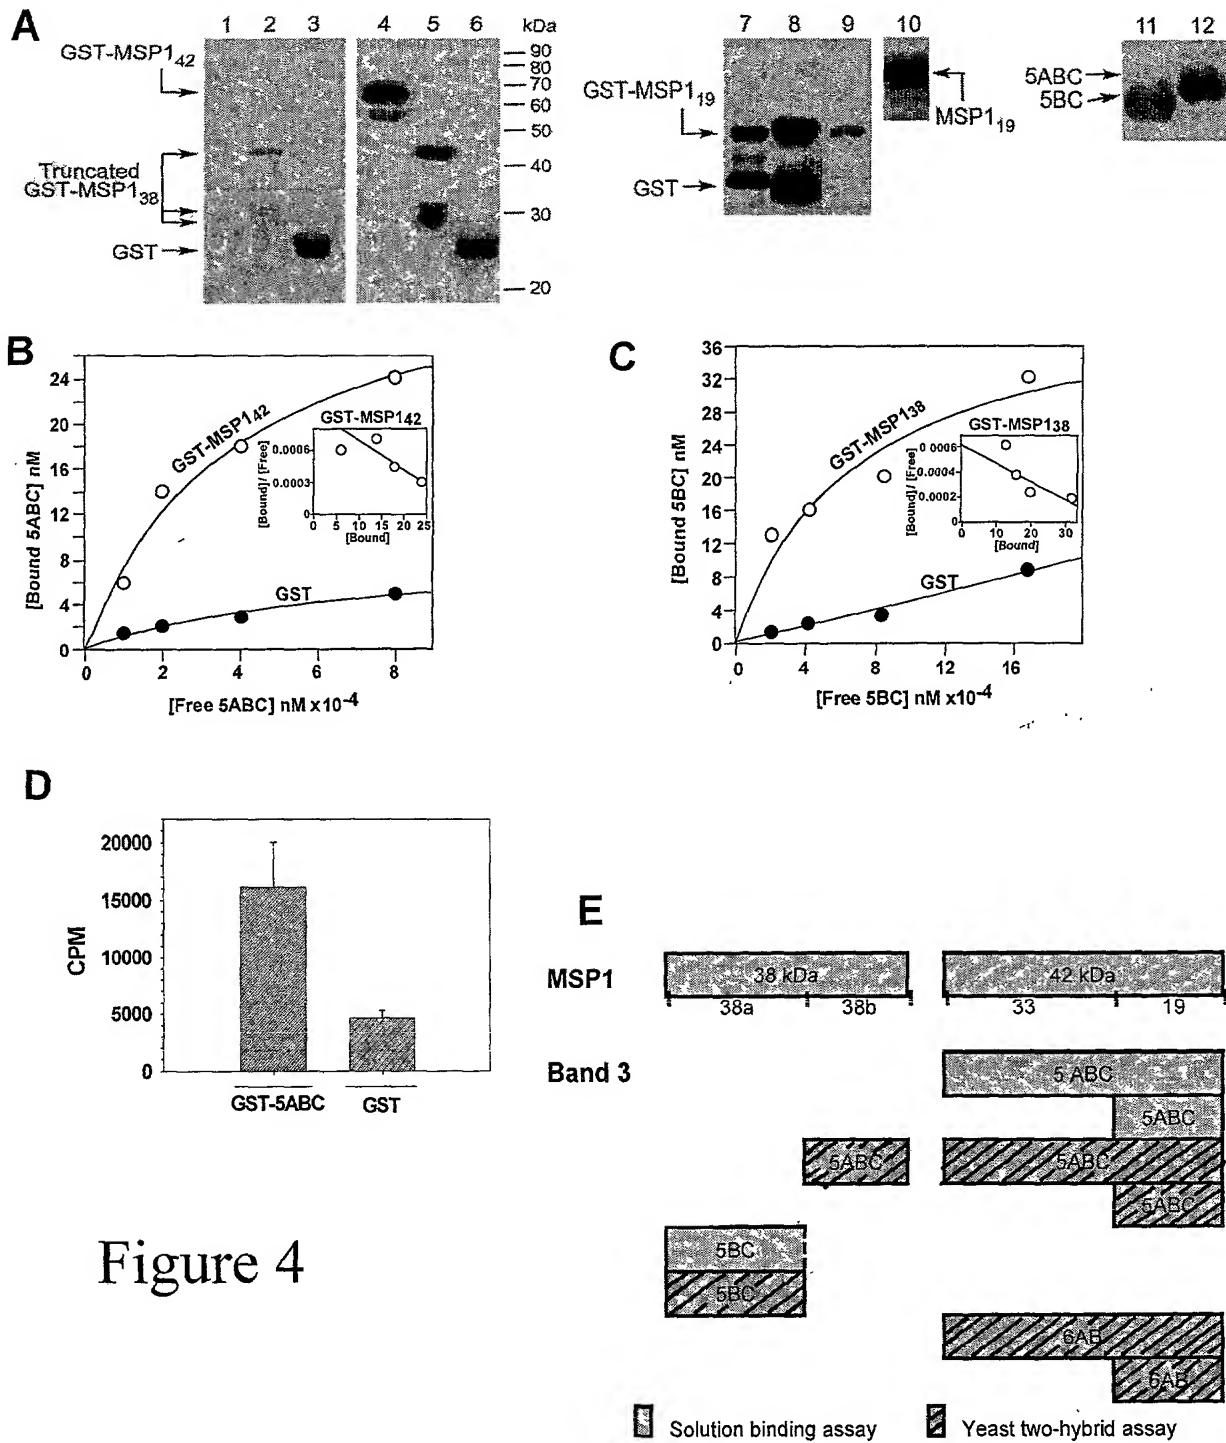 A
1 2 3 4 5 6 kDa
GST-MSP1₄₂
Truncated
GST-MSP1₃₈
GST
90
80
70
60
50
40
30
20
7 8 9 10
GST-MSP1₁₉
GST
MSP1₁₉
11 12
5ABC
5BC
B
[Bound 5ABC] nM
24
20
16
12
8
4
0
GST-MSP1₄₂
GST
GST-MSP1₄₂
[Bound]/[Free]
0.0006
0.0003
0
0 5 10 15 20 25
[Bound]
0 2 4 6 8
[Free 5ABC] nM x10⁻⁴
C
[Bound 5BC] nM
36
32
28
24
20
16
12
8
4
0
GST-MSP1₃₈
GST
GST-MSP1₃₈
[Bound]/[Free]
0.0006
0.0004
0.0002
0
0 10 20 30
[Bound]
0 4 8 12 16
[Free 5BC] nM x10⁻⁴
D
CPM
20000
15000
10000
5000
0
GST-5ABC GST
E
MSP1 38 kDa 42 kDa
38a 38b 33 19
Band 3 5 ABC
5ABC
5ABC 5ABC
5ABC
5BC
5BC
6AB
6AB
Solution binding assay Yeast two-hybrid assay
Figure 4